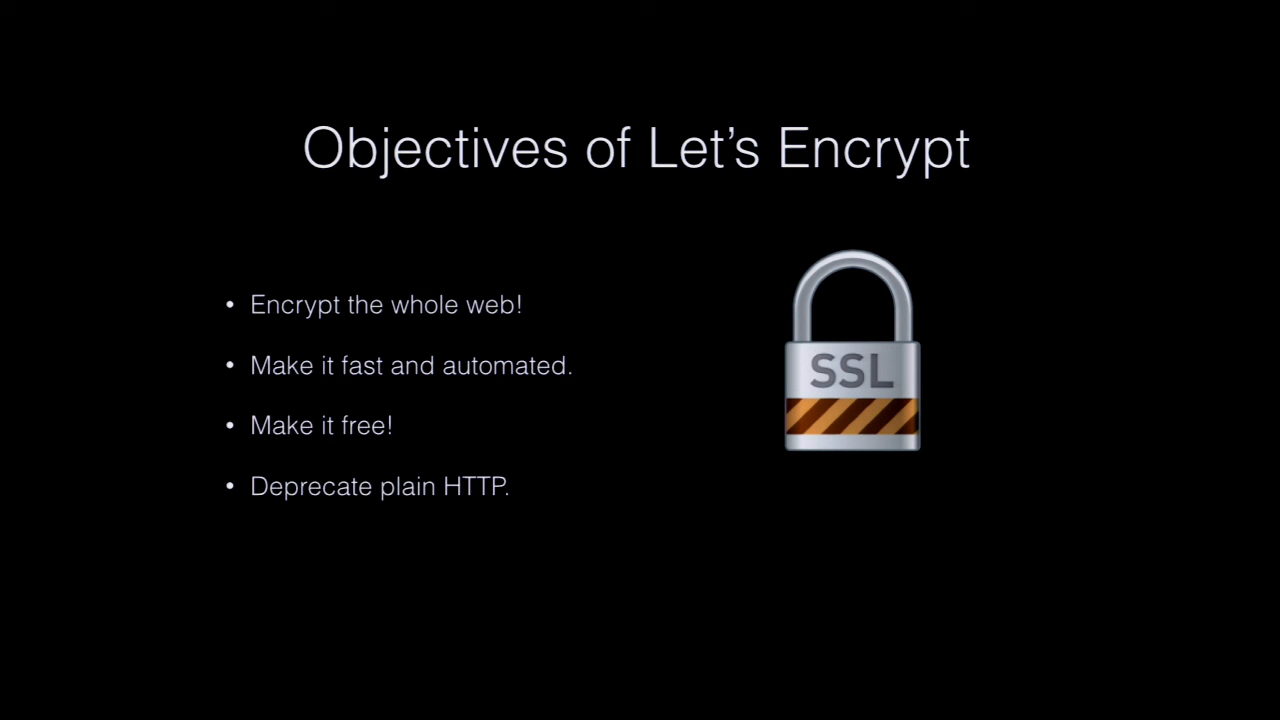 Objectives of Let’s Encrypt
• Encrypt the whole web!
• Make it fast and automated.
• Make it free!
• Deprecate plain HTTP.
SSL